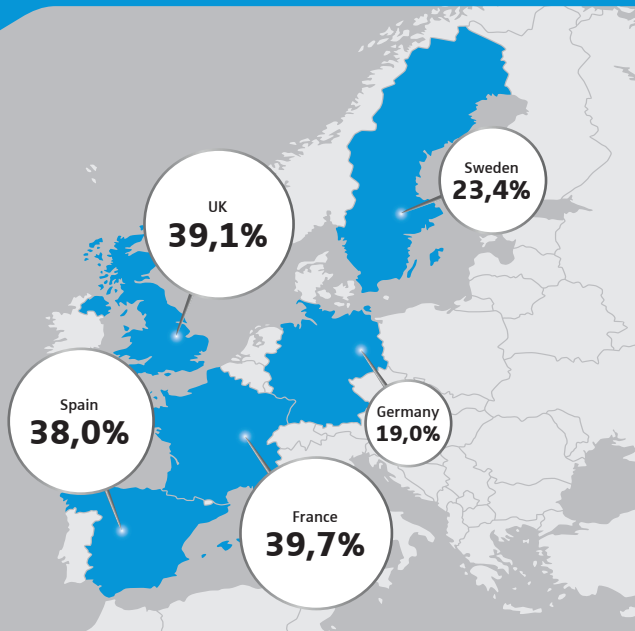 Sweden
23,4%
UK
39,1%
Spain
38,0%
Germany
19,0%
France
39,7%